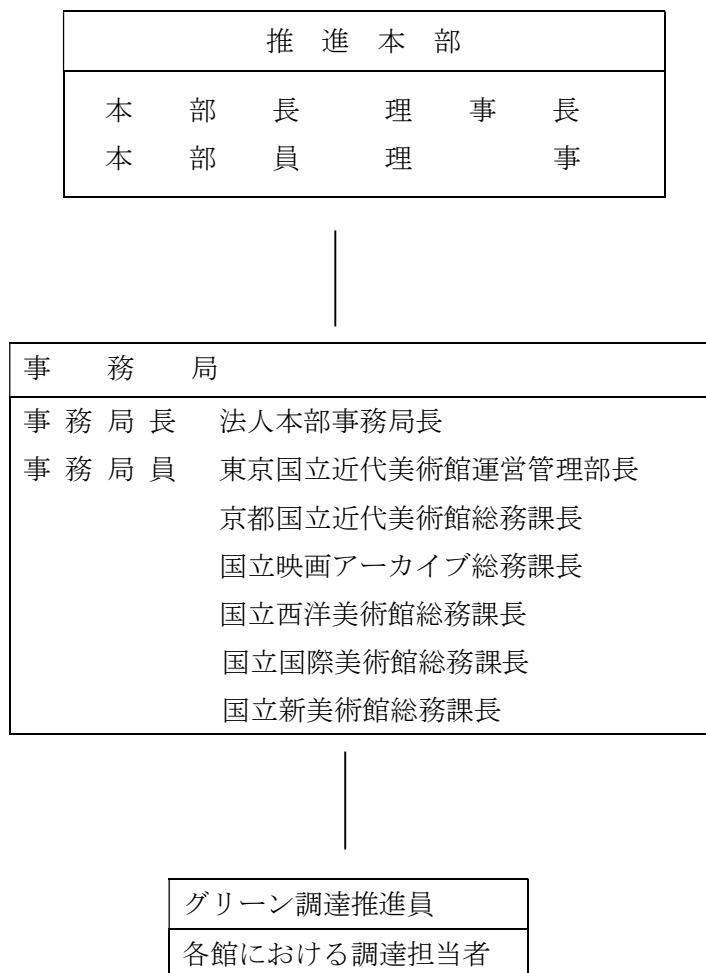 推 進 本 部
本 部 長 理 事 長
本 部 員 理 事
事 務 局
事 務 局 長 法人本部事務局長
事 務 局 員 東京国立近代美術館運営管理部長
京都国立近代美術館総務課長
国立映画アーカイブ総務課長
国立西洋美術館総務課長
国立国際美術館総務課長
国立新美術館総務課長
グリーン調達推進員
各館における調達担当者